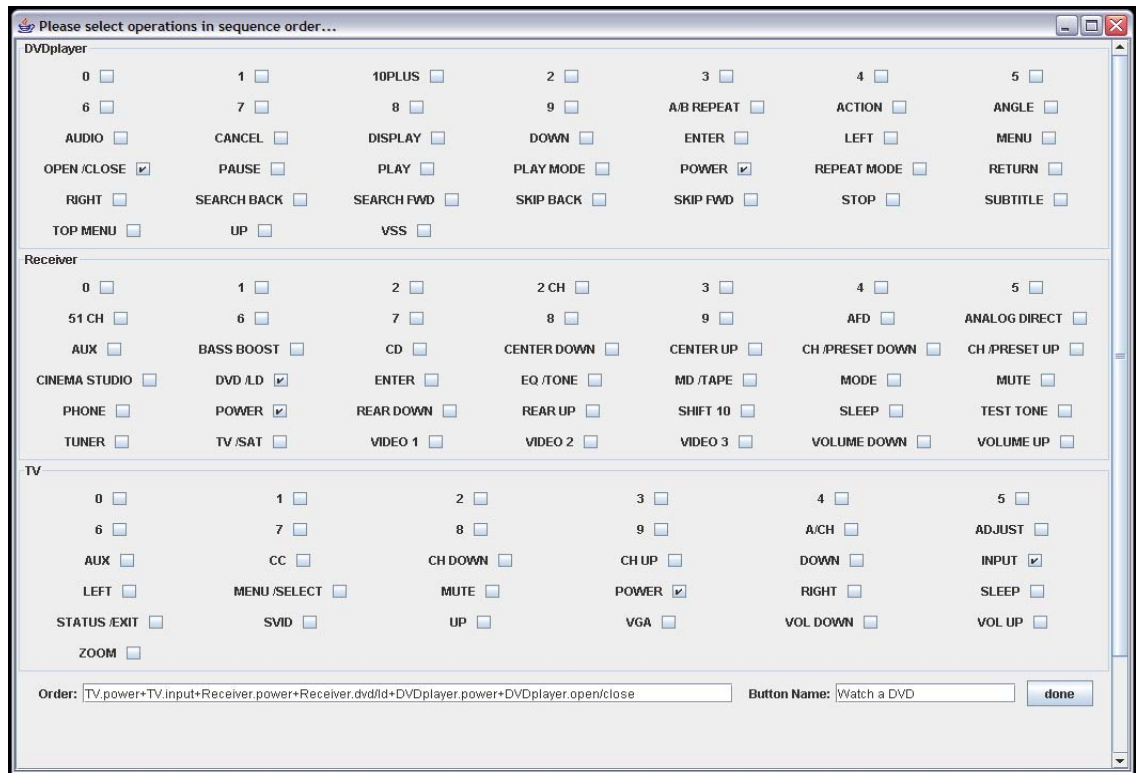 Please select operations in sequence order...
DVDplayer
0 1 10PLUS 2 3 4 5
6 7 8 9 A/B REPEAT ACTION ANGLE
AUDIO CANCEL DISPLAY DOWN ENTER LEFT MENU
OPEN /CLOSE PAUSE PLAY PLAY MODE POWER REPEAT MODE RETURN
RIGHT SEARCH BACK SEARCH FWD SKIP BACK SKIP FWD STOP SUBTITLE
TOP MENU UP VSS
Receiver
0 1 2 2 CH 3 4 5
51 CH 6 7 8 9 AFD ANALOG DIRECT
AUX BASS BOOST CD CENTER DOWN CENTER UP CH /PRESET DOWN CH /PRESET UP
CINEMA STUDIO DVD /LD ENTER EQ /TONE MD /TAPE MODE MUTE
PHONE POWER REAR DOWN REAR UP SHIFT 10 SLEEP TEST TONE
TUNER TV /SAT VIDEO 1 VIDEO 2 VIDEO 3 VOLUME DOWN VOLUME UP
TV
0 1 2 3 4 5
6 7 8 9 A/CH ADJUST
AUX CC CH DOWN CH UP DOWN INPUT
LEFT MENU /SELECT MUTE POWER RIGHT SLEEP
STATUS /EXIT SVID UP VGA VOL DOWN VOL UP
ZOOM
Order: TV.power+TV.input+Receiver.power+Receiver.dvd/ld+DVDplayer.power+DVDplayer.open/close Button Name: Watch a DVD done